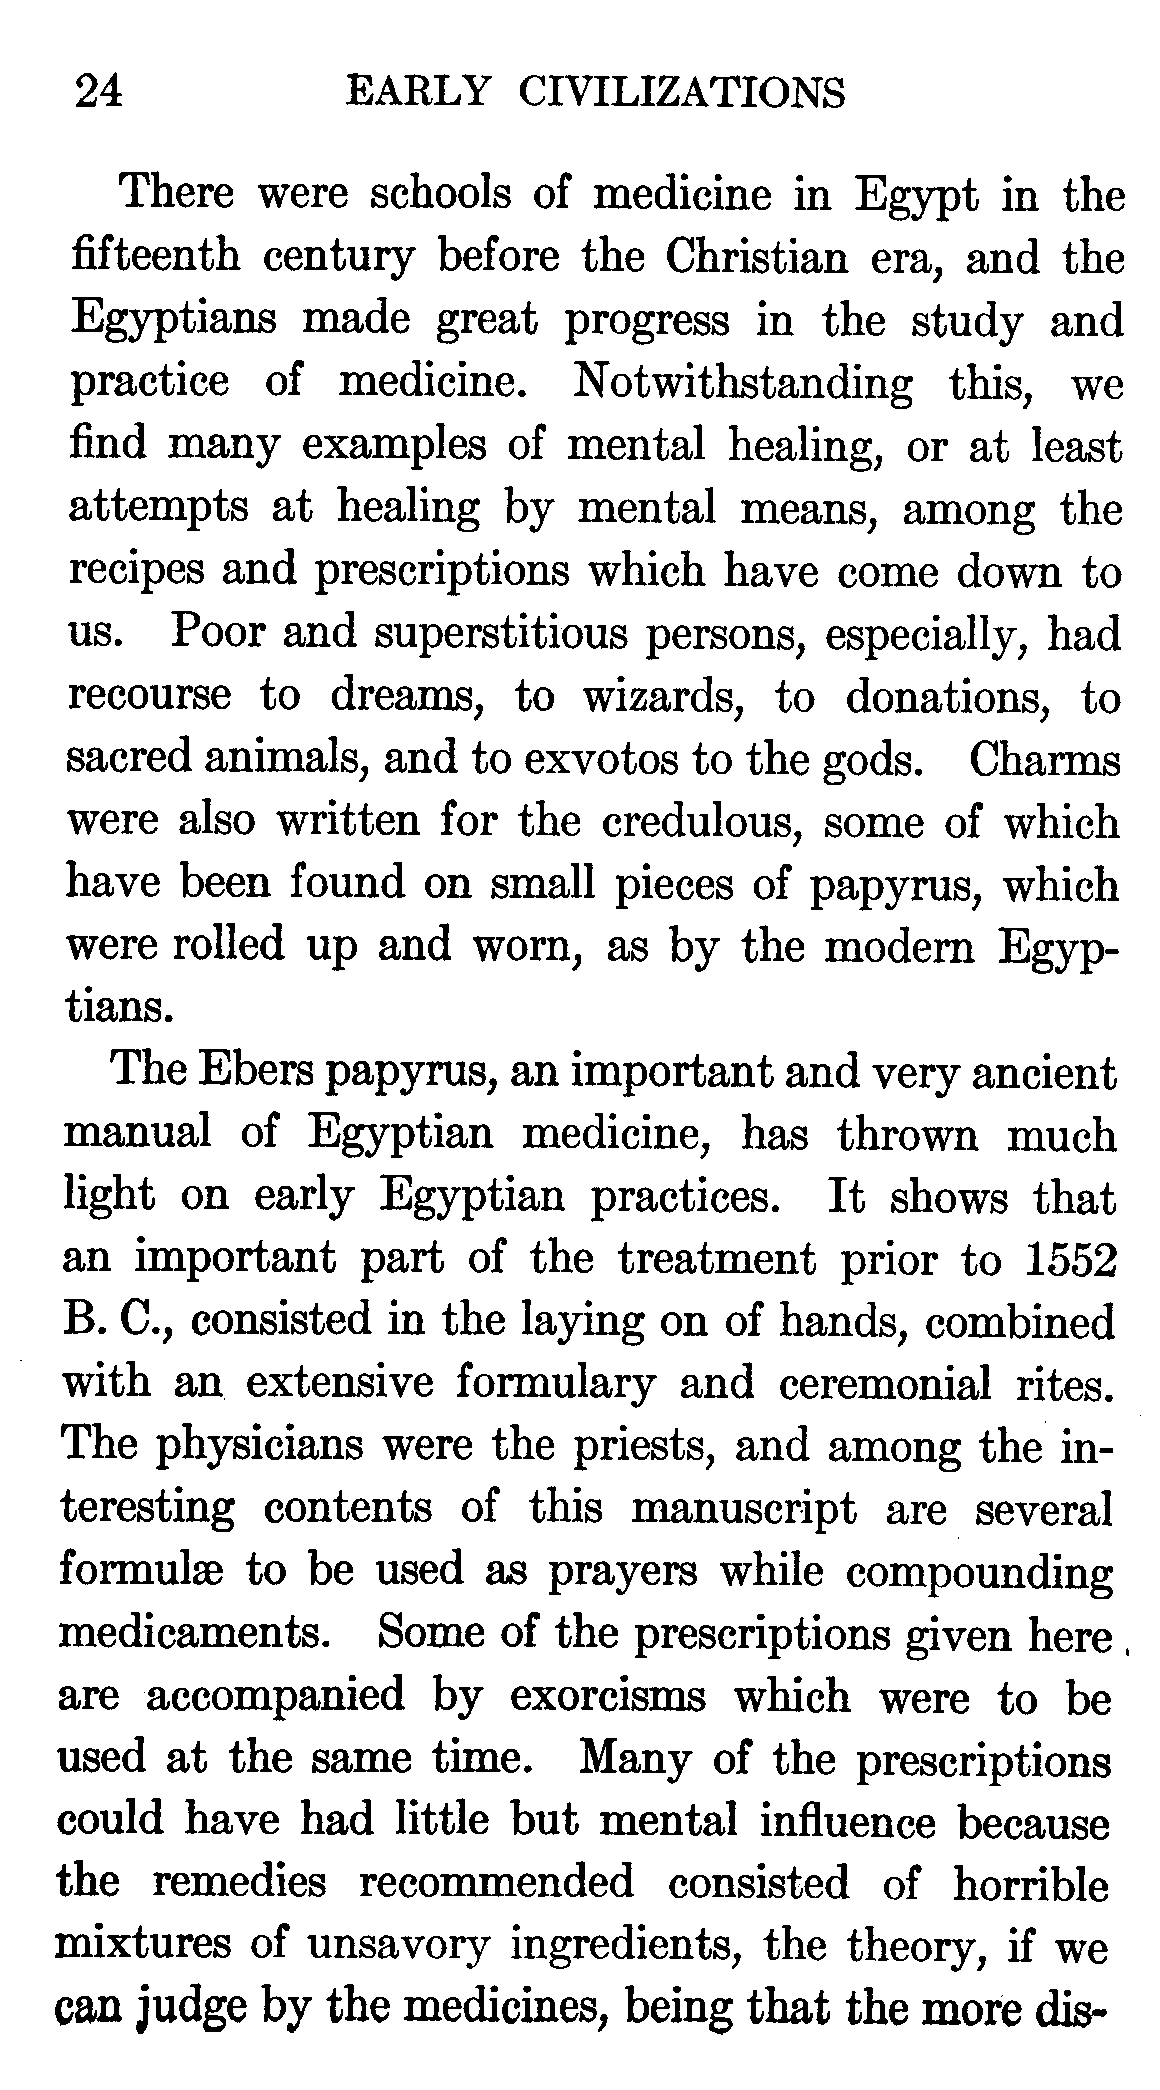 24 EARLY CIVILIZATIONS
There were schools of medicine in Egypt in the
fifteenth century before the Christian era, and the
Egyptians made great progress in the study and
practice of medicine. Notwithstanding this, we
find many examples of mental healing, or at least
attempts at healing by mental means, among the
recipes and prescriptions which have come down to
us. Poor and superstitious persons, especially, had
recourse to dreams, to wizards, to donations, to
sacred animals, and to exvotos to the gods. Charms
were also written for the credulous, some of which
have been found on small pieces of papyrus, which
were rolled up and worn, as by the modern Egyp-
tians.
The Ebers papyrus, an important and very ancient
manual of Egyptian medicine, has thrown much
light on early Egyptian practices. It shows that
an important part of the treatment prior to 1552
B. C., consisted in the laying on of hands, combined
with an extensive formulary and ceremonial rites.
The physicians were the priests, and among the in-
teresting contents of this manuscript are several
formulæ to be used as prayers while compounding
medicaments. Some of the prescriptions given here
are accompanied by exorcisms which were to be
used at the same time. Many of the prescriptions
could have had little but mental influence because
the remedies recommended consisted of horrible
mixtures of unsavory ingredients, the theory, if we
can judge by the medicines, being that the more dis-